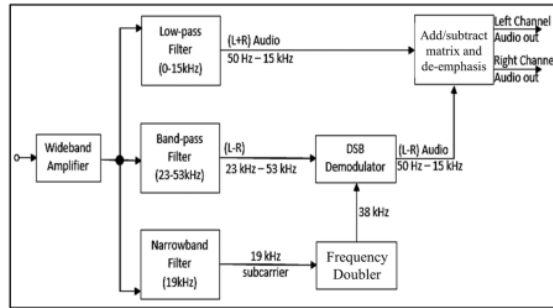 Low-pass
Filter
(0-15kHz)
(L+R) Audio
50 Hz – 15 kHz
Add/subtract
matrix and
de-emphasis
Left Channel
Audio out
Right Channel
Audio out
Wideband
Amplifier
Band-pass
Filter
(23-53kHz)
(L-R)
23 kHz – 53 kHz
DSB
Demodulator
(L-R) Audio
50 Hz – 15 kHz
38 kHz
Narrowband
Filter
(19kHz)
19 kHz
subcarrier
Frequency
Doubler